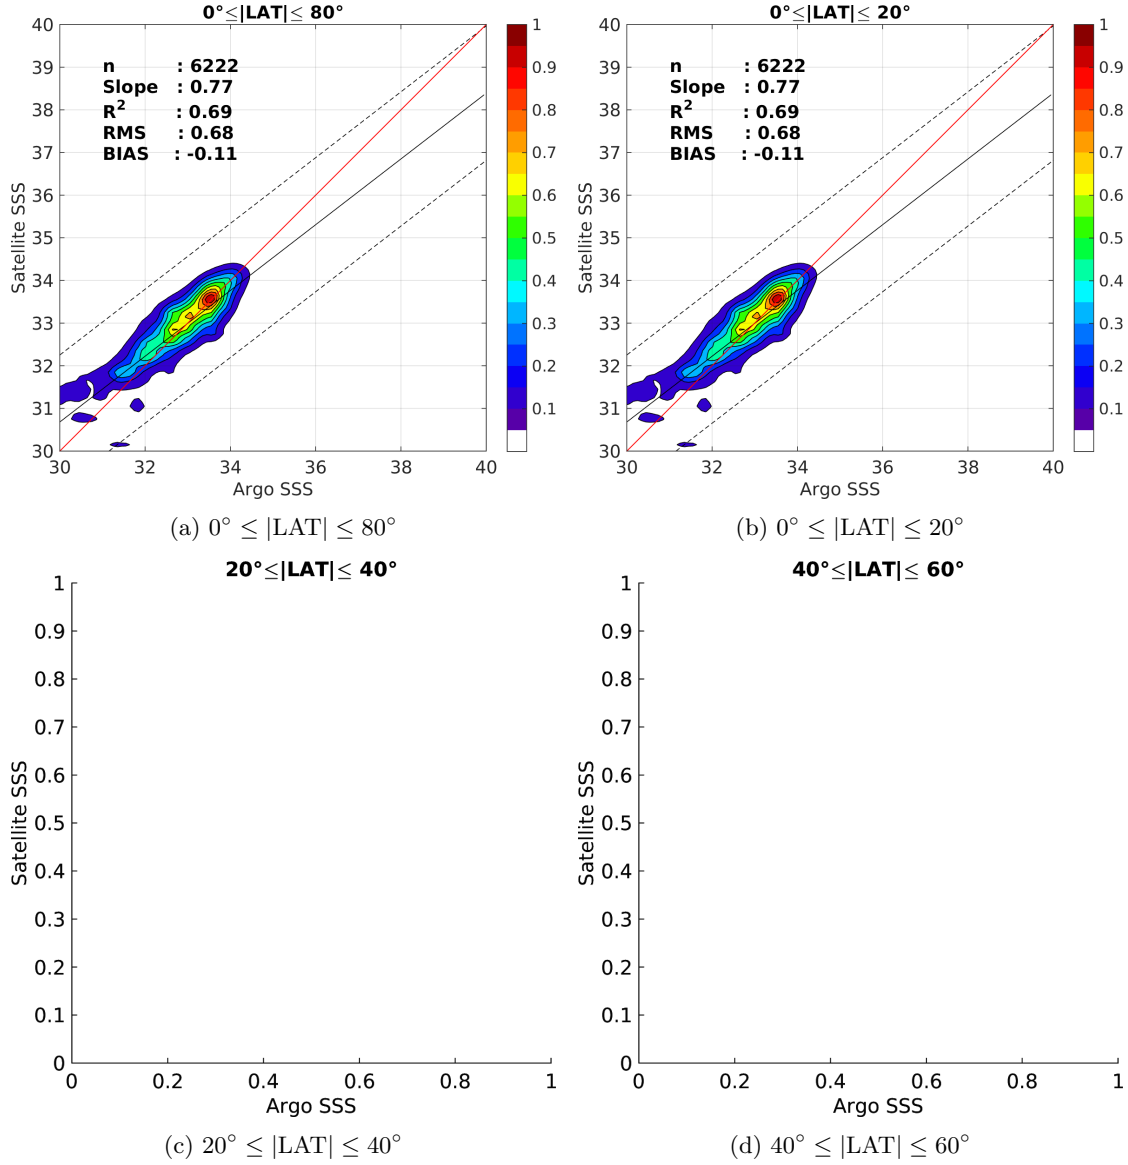 0°≤|LAT|≤ 80°
40
39
38
37
36
35
34
33
32
31
30
Satellite SSS
n : 6222
Slope : 0.77
R² : 0.69
RMS : 0.68
BIAS : -0.11
30 32 34 36 38 40
Argo SSS
1
0.9
0.8
0.7
0.6
0.5
0.4
0.3
0.2
0.1
(a) 0° ≤ |LAT| ≤ 80°
0°≤|LAT|≤ 20°
40
39
38
37
36
35
34
33
32
31
30
Satellite SSS
n : 6222
Slope : 0.77
R² : 0.69
RMS : 0.68
BIAS : -0.11
30 32 34 36 38 40
Argo SSS
1
0.9
0.8
0.7
0.6
0.5
0.4
0.3
0.2
0.1
(b) 0° ≤ |LAT| ≤ 20°
20°≤|LAT|≤ 40°
1
0.9
0.8
0.7
0.6
0.5
0.4
0.3
0.2
0.1
0
Satellite SSS
0 0.2 0.4 0.6 0.8 1
Argo SSS
(c) 20° ≤ |LAT| ≤ 40°
40°≤|LAT|≤ 60°
1
0.9
0.8
0.7
0.6
0.5
0.4
0.3
0.2
0.1
0
Satellite SSS
0 0.2 0.4 0.6 0.8 1
Argo SSS
(d) 40° ≤ |LAT| ≤ 60°